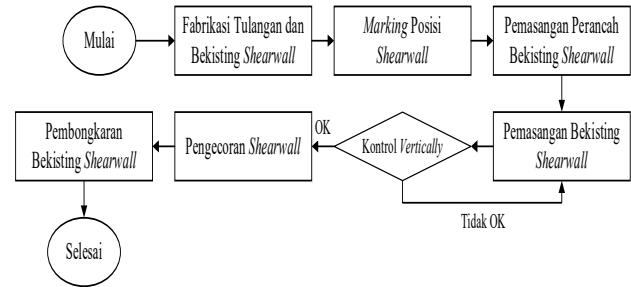 Mulai
Fabrikasi Tulangan dan
Bekisting Shearwall
Marking Posisi
Shearwall
Pemasangan Perancah
Bekisting Shearwall
Pemasangan Bekisting
Shearwall
Kontrol Vertically
OK
Tidak OK
Pengecoran Shearwall
Pembongkaran
Bekisting Shearwall
Selesai